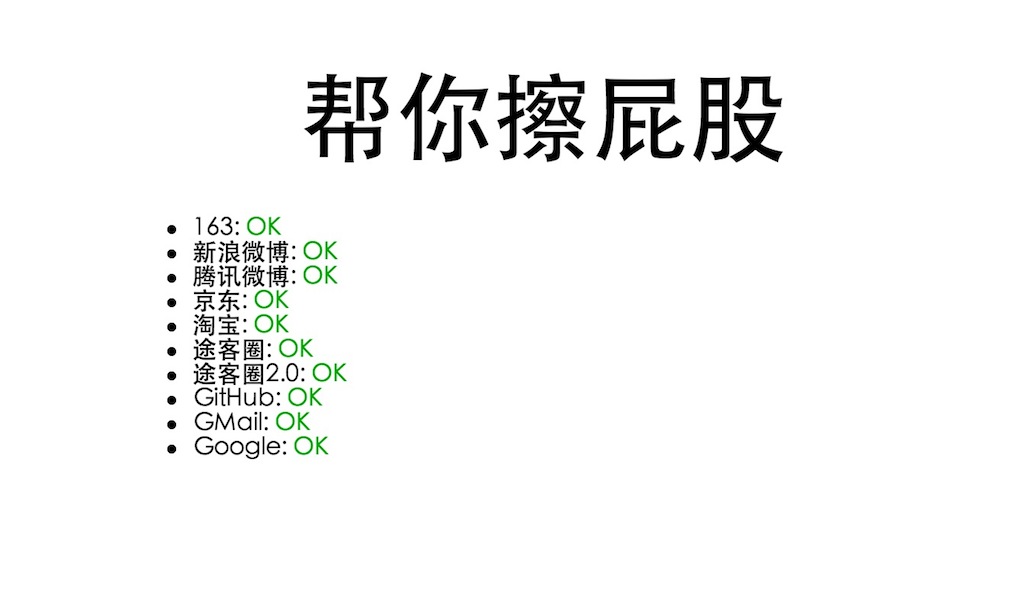 帮你擦屁股
163: OK
新浪微博: OK
腾讯微博: OK
京东: OK
淘宝: OK
途客圈: OK
途客圈2.0: OK
GitHub: OK
GMail: OK
Google: OK